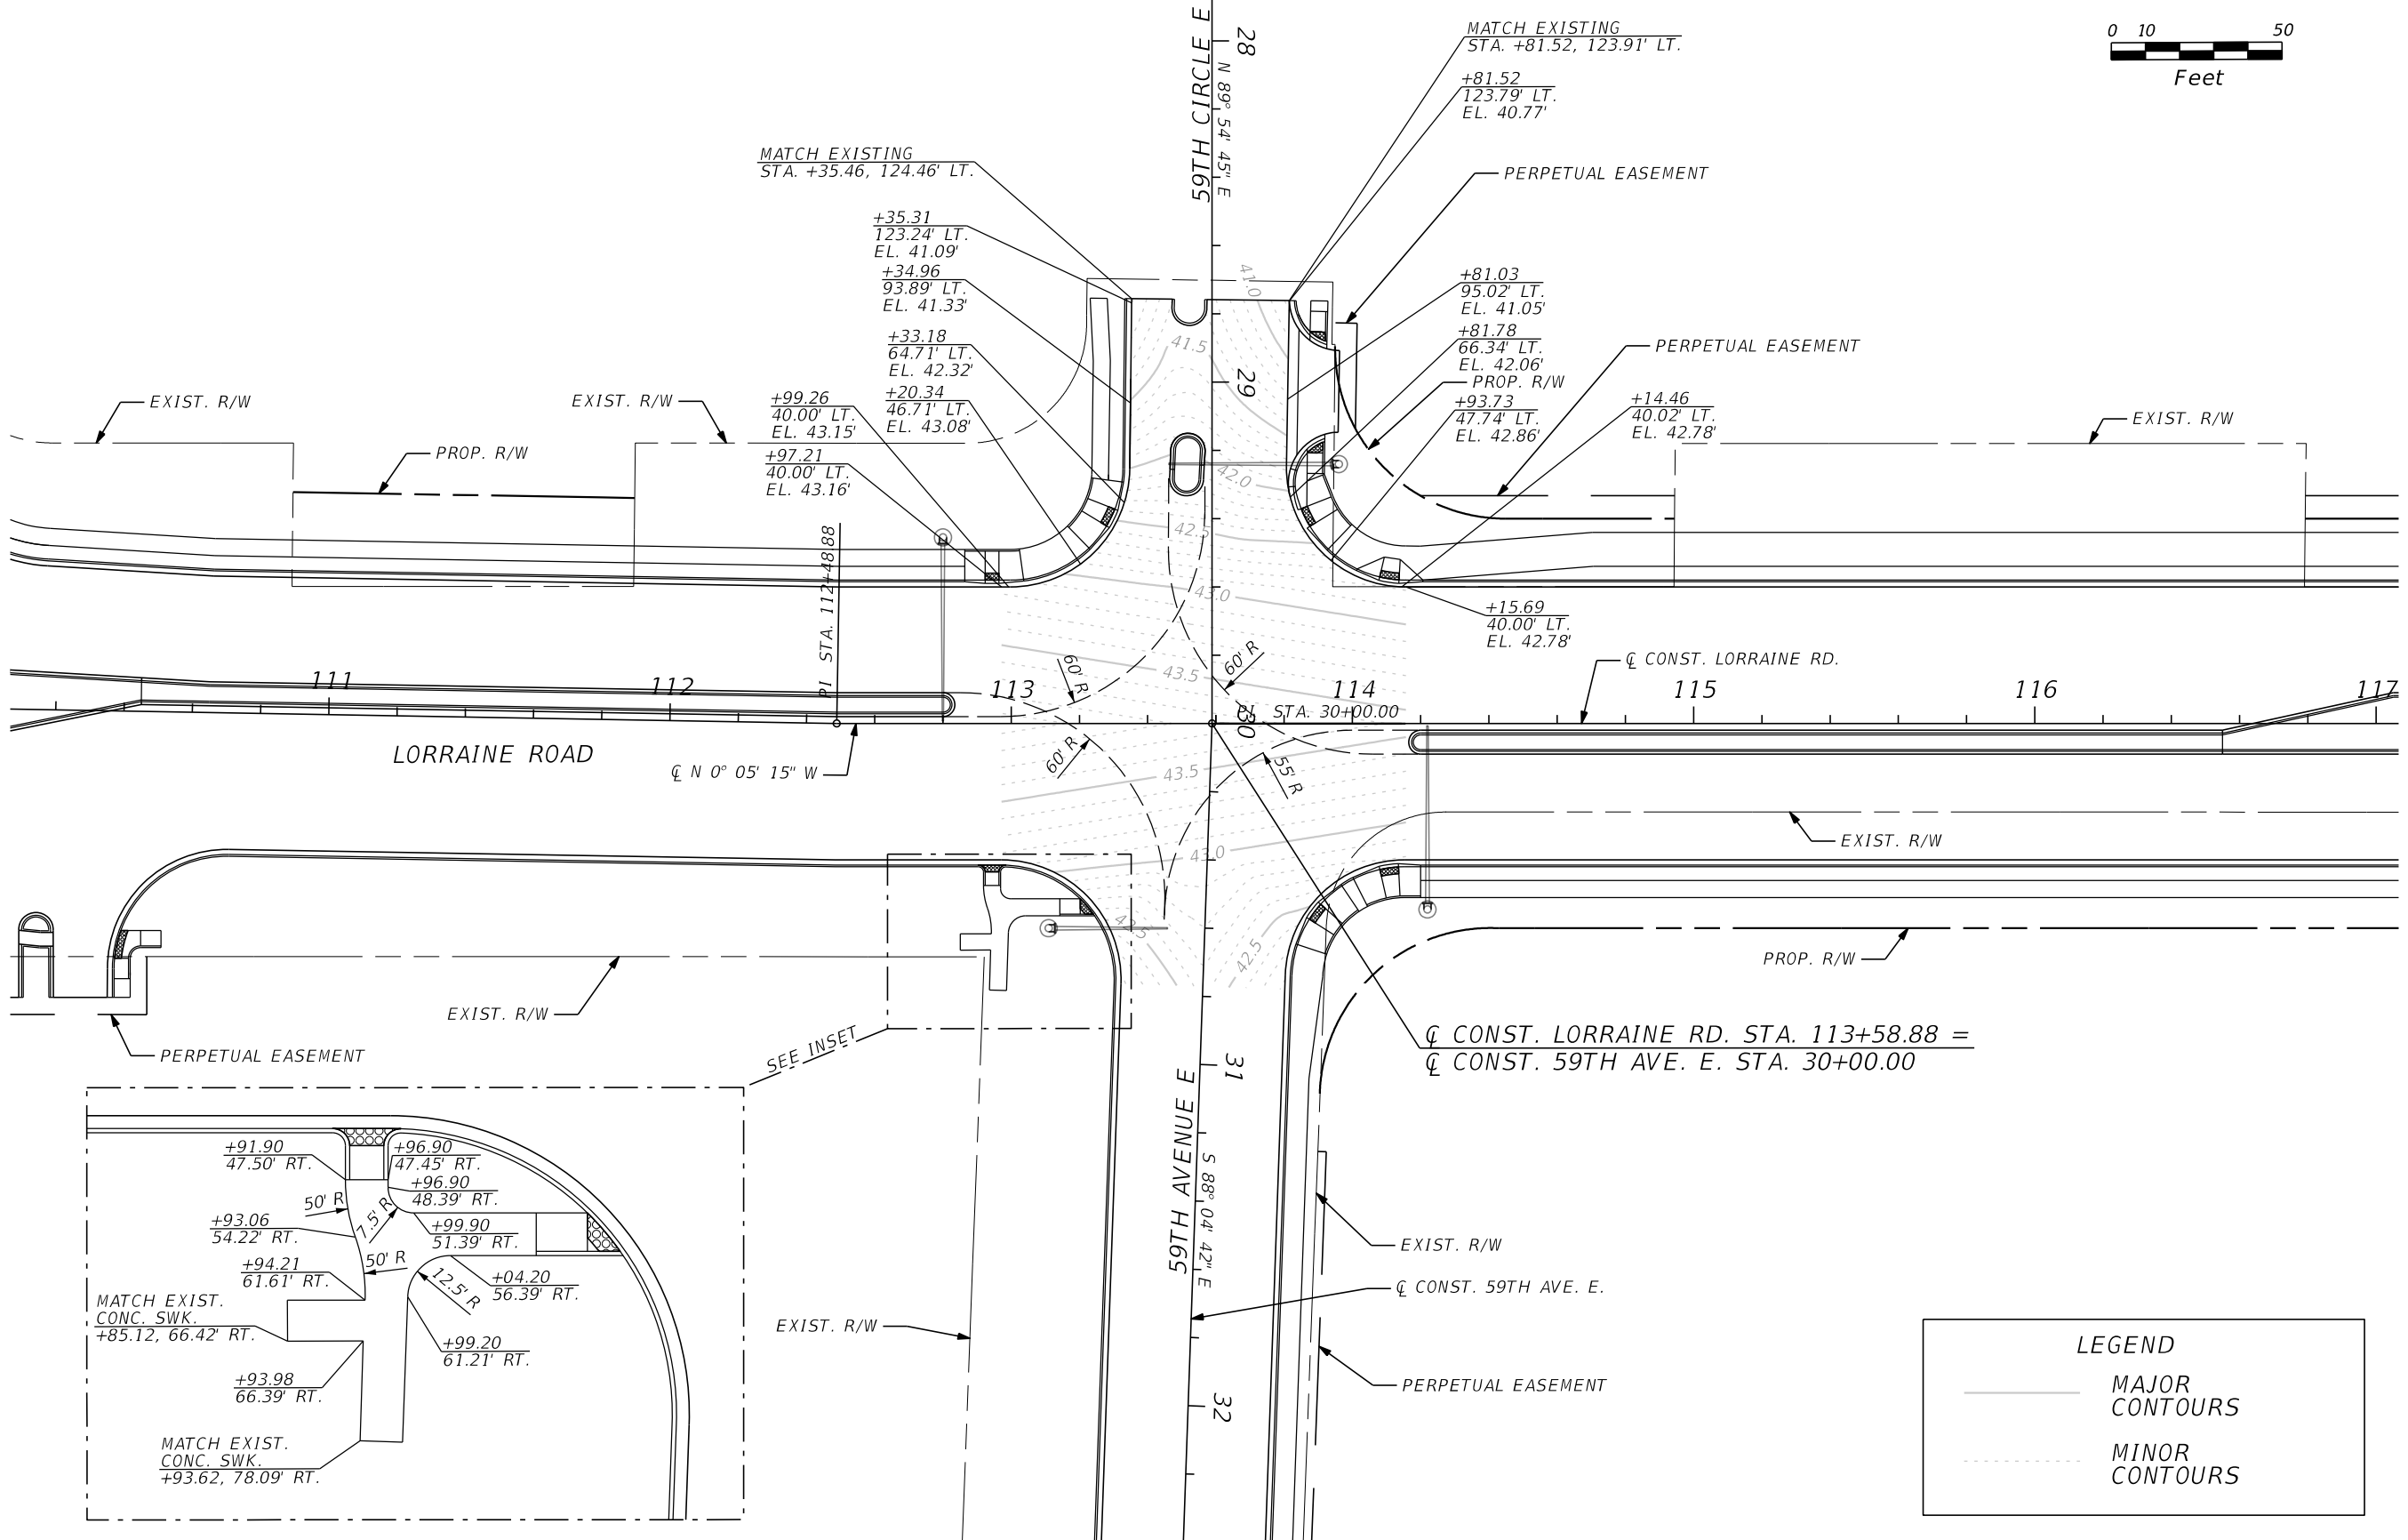 59TH CIRCLE E
28
N 89° 54' 45" E
MATCH EXISTING
STA. +81.52, 123.91' LT.
0 10 50
Feet
+81.52
123.79' LT.
EL. 40.77'
MATCH EXISTING
STA. +35.46, 124.46' LT.
PERPETUAL EASEMENT
+35.31
123.24' LT.
EL. 41.09'
+34.96
93.89' LT.
EL. 41.33'
41.0
+81.03
95.02' LT.
EL. 41.05'
+33.18
64.71' LT.
EL. 42.32'
41.5
+81.78
66.34' LT.
EL. 42.06'
PERPETUAL EASEMENT
29
PROP. R/W
EXIST. R/W
EXIST. R/W
+99.26
40.00' LT.
EL. 43.15'
+20.34
46.71' LT.
EL. 43.08'
+93.73
47.74' LT.
EL. 42.86'
+14.46
40.02' LT.
EL. 42.78'
EXIST. R/W
PROP. R/W
+97.21
40.00' LT.
EL. 43.16'
42.0
42.5
PI STA. 112+48.88
43.0
+15.69
40.00' LT.
EL. 42.78'
60' R
60' R
43.5
℄ CONST. LORRAINE RD.
111
112
113
114
115
116
117
PI STA. 30+00.00
30
LORRAINE ROAD
℄ N 0° 05' 15" W
60' R
43.5
55' R
43.0
EXIST. R/W
42.5
42.5
PROP. R/W
EXIST. R/W
PERPETUAL EASEMENT
SEE INSET
℄ CONST. LORRAINE RD. STA. 113+58.88 =
℄ CONST. 59TH AVE. E. STA. 30+00.00
31
59TH AVENUE E
S 88° 04' 42" E
+91.90
47.50' RT.
+96.90
47.45' RT.
+96.90
48.39' RT.
50' R
7.5' R
+93.06
54.22' RT.
+99.90
51.39' RT.
50' R
+94.21
61.61' RT.
12.5' R
+04.20
56.39' RT.
MATCH EXIST.
CONC. SWK.
+85.12, 66.42' RT.
+99.20
61.21' RT.
+93.98
66.39' RT.
MATCH EXIST.
CONC. SWK.
+93.62, 78.09' RT.
EXIST. R/W
EXIST. R/W
℄ CONST. 59TH AVE. E.
PERPETUAL EASEMENT
32
LEGEND
MAJOR
CONTOURS
MINOR
CONTOURS